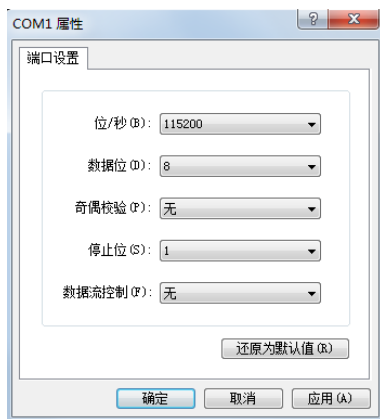 COM1 属性
端口设置
位/秒(B): 115200
数据位(D): 8
奇偶校验(P): 无
停止位(S): 1
数据流控制(F): 无
还原为默认值(R)
确定 取消 应用(A)